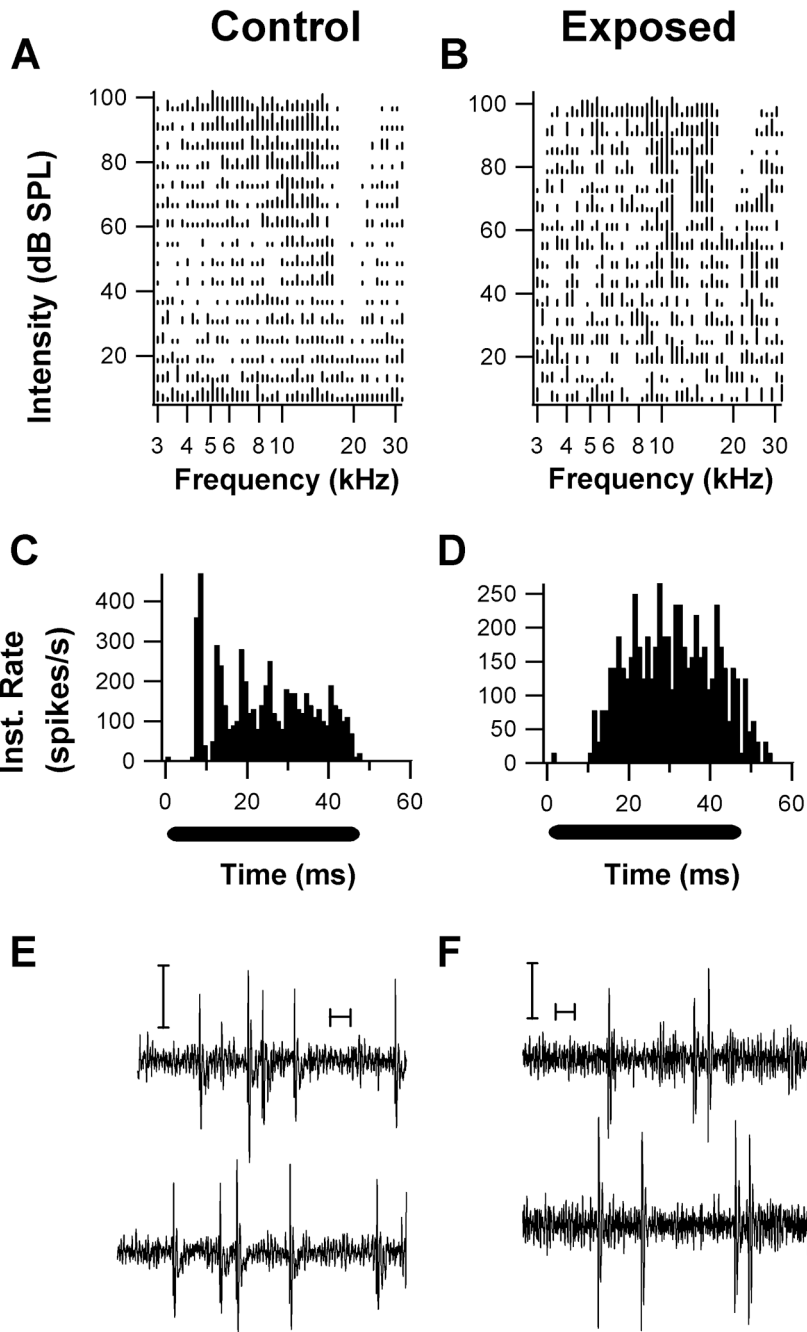 Control
Exposed
A
B
Intensity (dB SPL)
100
80
60
40
20
3 4 5 6 8 10 20 30
Frequency (kHz)
100
80
60
40
20
3 4 5 6 8 10 20 30
Frequency (kHz)
C
D
Inst. Rate
(spikes/s)
400
300
200
100
0
0 20 40 60
Time (ms)
250
200
150
100
50
0
0 20 40 60
Time (ms)
E
F